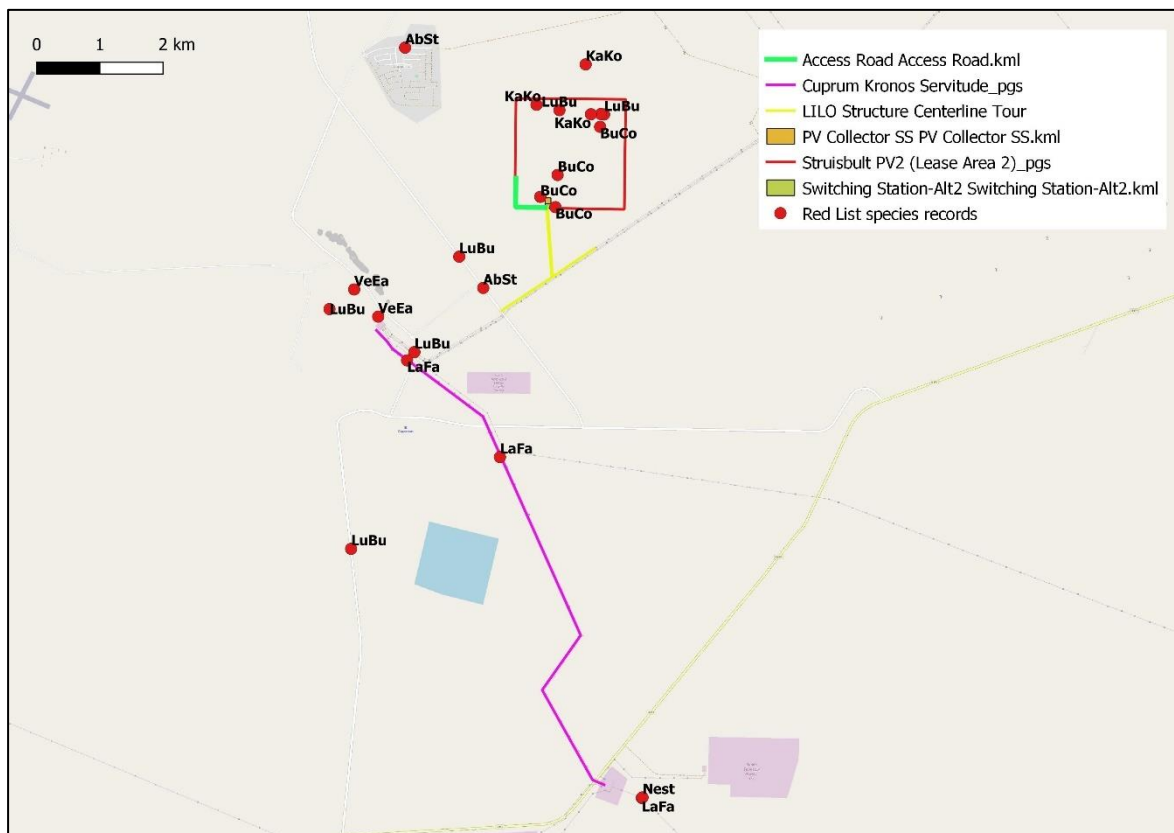 0 1 2 km
AbSt
KaKo
Access Road Access Road.kml
Cuprum Kronos Servitude_pgs
LILO Structure Centerline Tour
PV Collector SS PV Collector SS.kml
Struisbult PV2 (Lease Area 2)_pgs
Switching Station-Alt2 Switching Station-Alt2.kml
Red List species records
KaKo
LuBu
LuBu
KaKo
BuCo
BuCo
BuCo
BuCo
LuBu
VeEa
AbSt
LuBu
VeEa
LuBu
LaFa
LaFa
LuBu
Nest
LaFa